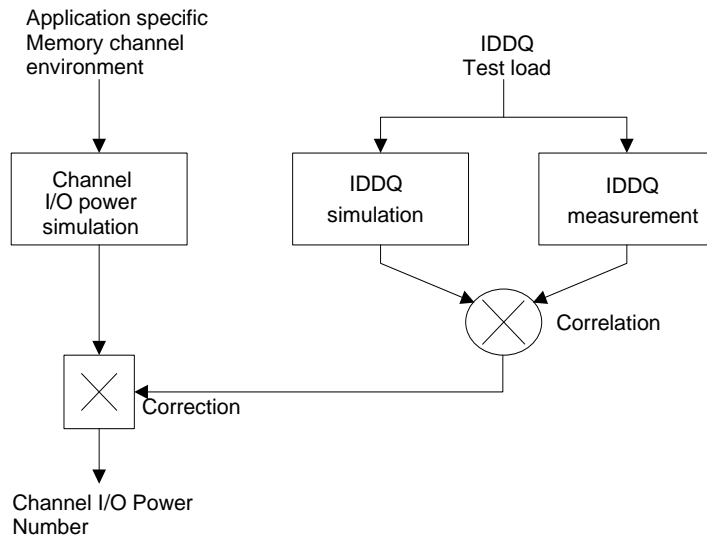 Application specific
Memory channel
environment
IDDQ
Test load
Channel
I/O power
simulation
IDDQ
simulation
IDDQ
measurement
Correlation
Correction
Channel I/O Power
Number